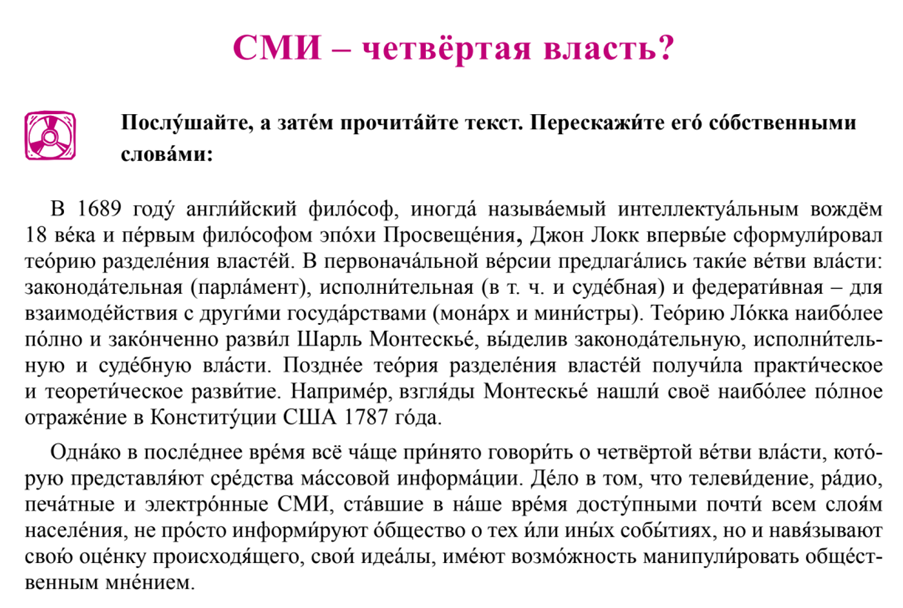 СМИ – четвёртая власть?
Послу́шайте, а зате́м прочита́йте текст. Перескажи́те его́ со́бственными
слова́ми:
В 1689 году́ англи́йский фило́соф, иногда́ называ́емый интеллектуа́льным вождём
18 ве́ка и пе́рвым фило́софом эпо́хи Просвеще́ния, Джон Локк впервы́е сформули́ровал
тео́рию разделе́ния власте́й. В первонача́льной ве́рсии предлага́лись таки́е ве́тви вла́сти:
законода́тельная (парла́мент), исполни́тельная (в т. ч. и суде́бная) и федерати́вная – для
взаимоде́йствия с други́ми госуда́рствами (мона́рх и мини́стры). Тео́рию Ло́кка наибо́лее
по́лно и зако́нченно разви́л Шарль Монтескье́, вы́делив законода́тельную, исполни́тель-
ную и суде́бную вла́сти. Поздне́е тео́рия разделе́ния власте́й получи́ла практи́ческое
и теорети́ческое разви́тие. Наприме́р, взгля́ды Монтескье́ нашли́ своё наибо́лее по́лное
отраже́ние в Конститу́ции США 1787 го́да.
Одна́ко в после́днее вре́мя всё ча́ще при́нято говори́ть о четвёртой ве́тви вла́сти, кото́-
рую представля́ют сре́дства ма́ссовой информа́ции. Де́ло в том, что телеви́дение, ра́дио,
печа́тные и электро́нные СМИ, ста́вшие в на́ше вре́мя досту́пными почти́ всем слоя́м
населе́ния, не про́сто информи́руют о́бщество о тех и́ли ины́х собы́тиях, но и навя́зывают
свою́ оце́нку происходя́щего, свои́ идеа́лы, име́ют возмо́жность манипули́ровать обще́ст-
венным мне́нием.